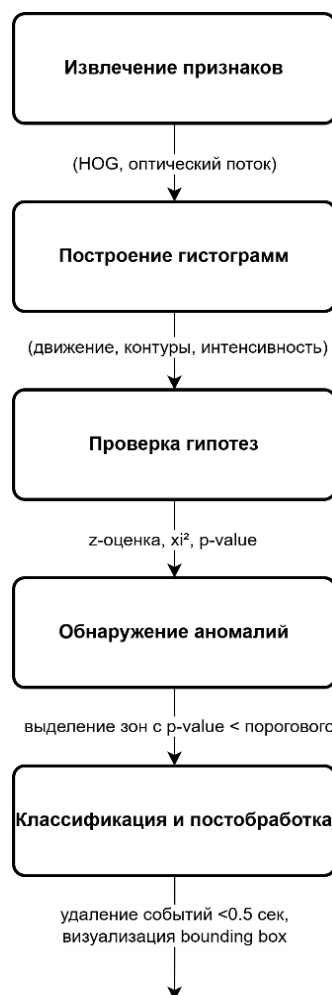 Извлечение признаков
(HOG, оптический поток)
Построение гистограмм
(движение, контуры, интенсивность)
Проверка гипотез
z-оценка, xi², p-value
Обнаружение аномалий
выделение зон с p-value < порогового
Классификация и постобработка
удаление событий <0.5 сек,
визуализация bounding box